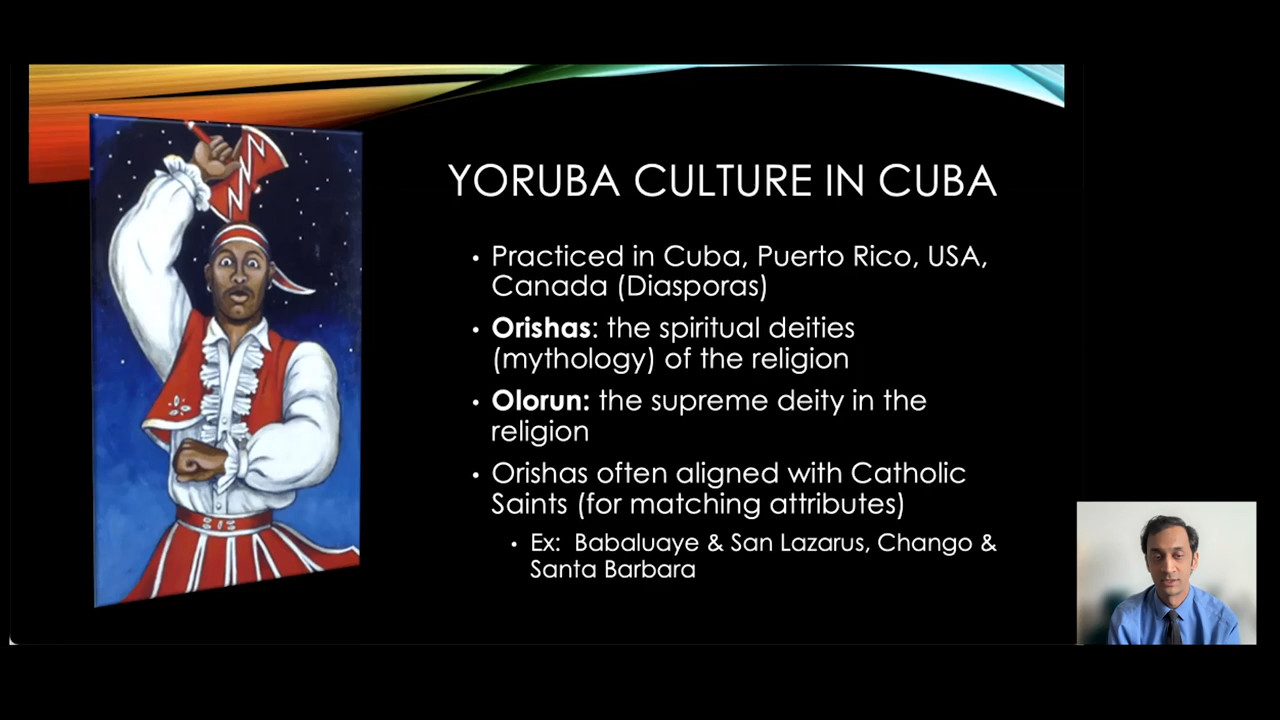 YORUBA CULTURE IN CUBA
• Practiced in Cuba, Puerto Rico, USA,
Canada (Diasporas)
• Orishas: the spiritual deities
(mythology) of the religion
• Olorun: the supreme deity in the
religion
• Orishas often aligned with Catholic
Saints (for matching attributes)
• Ex:  Babaluaye & San Lazarus, Chango &
Santa Barbara